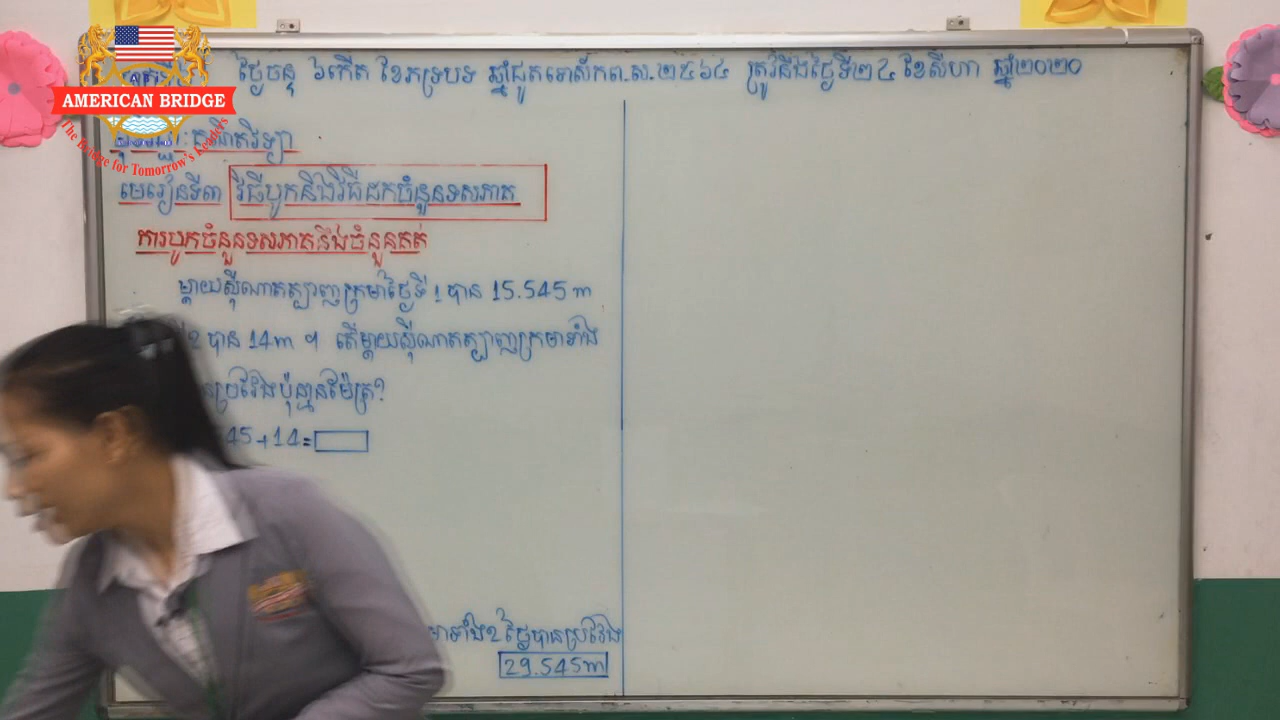 AMERICAN BRIDGE
The Bridge for Tomorrow's Leaders
ថ្ងៃចន្ទ ៦កើត ខែភទ្របទ ឆ្នាំជូតទោស័កព.ស.២៥៦៤ ត្រូវនឹងថ្ងៃទី២៤ ខែសីហា ឆ្នាំ២០២០
គណិតវិទ្យា
មេរៀនទី៣ វិធីបូកនិងវិធីដកចំនួនទសភាគ
ការបូកចំនួនទសភាគនិងចំនួនគត់
ម្តាយស៊ីណាតត្បាញក្រមាថ្ងៃទី 1 បាន 15.545 m
2 បាន 14 m ។ តើម្តាយស៊ីណាតត្បាញក្រមាទាំង
ប្រវែងប៉ុន្មានម៉ែត្រ?
45 + 14 =
មាទាំង2 ថ្ងៃបានប្រវែង
29.545m